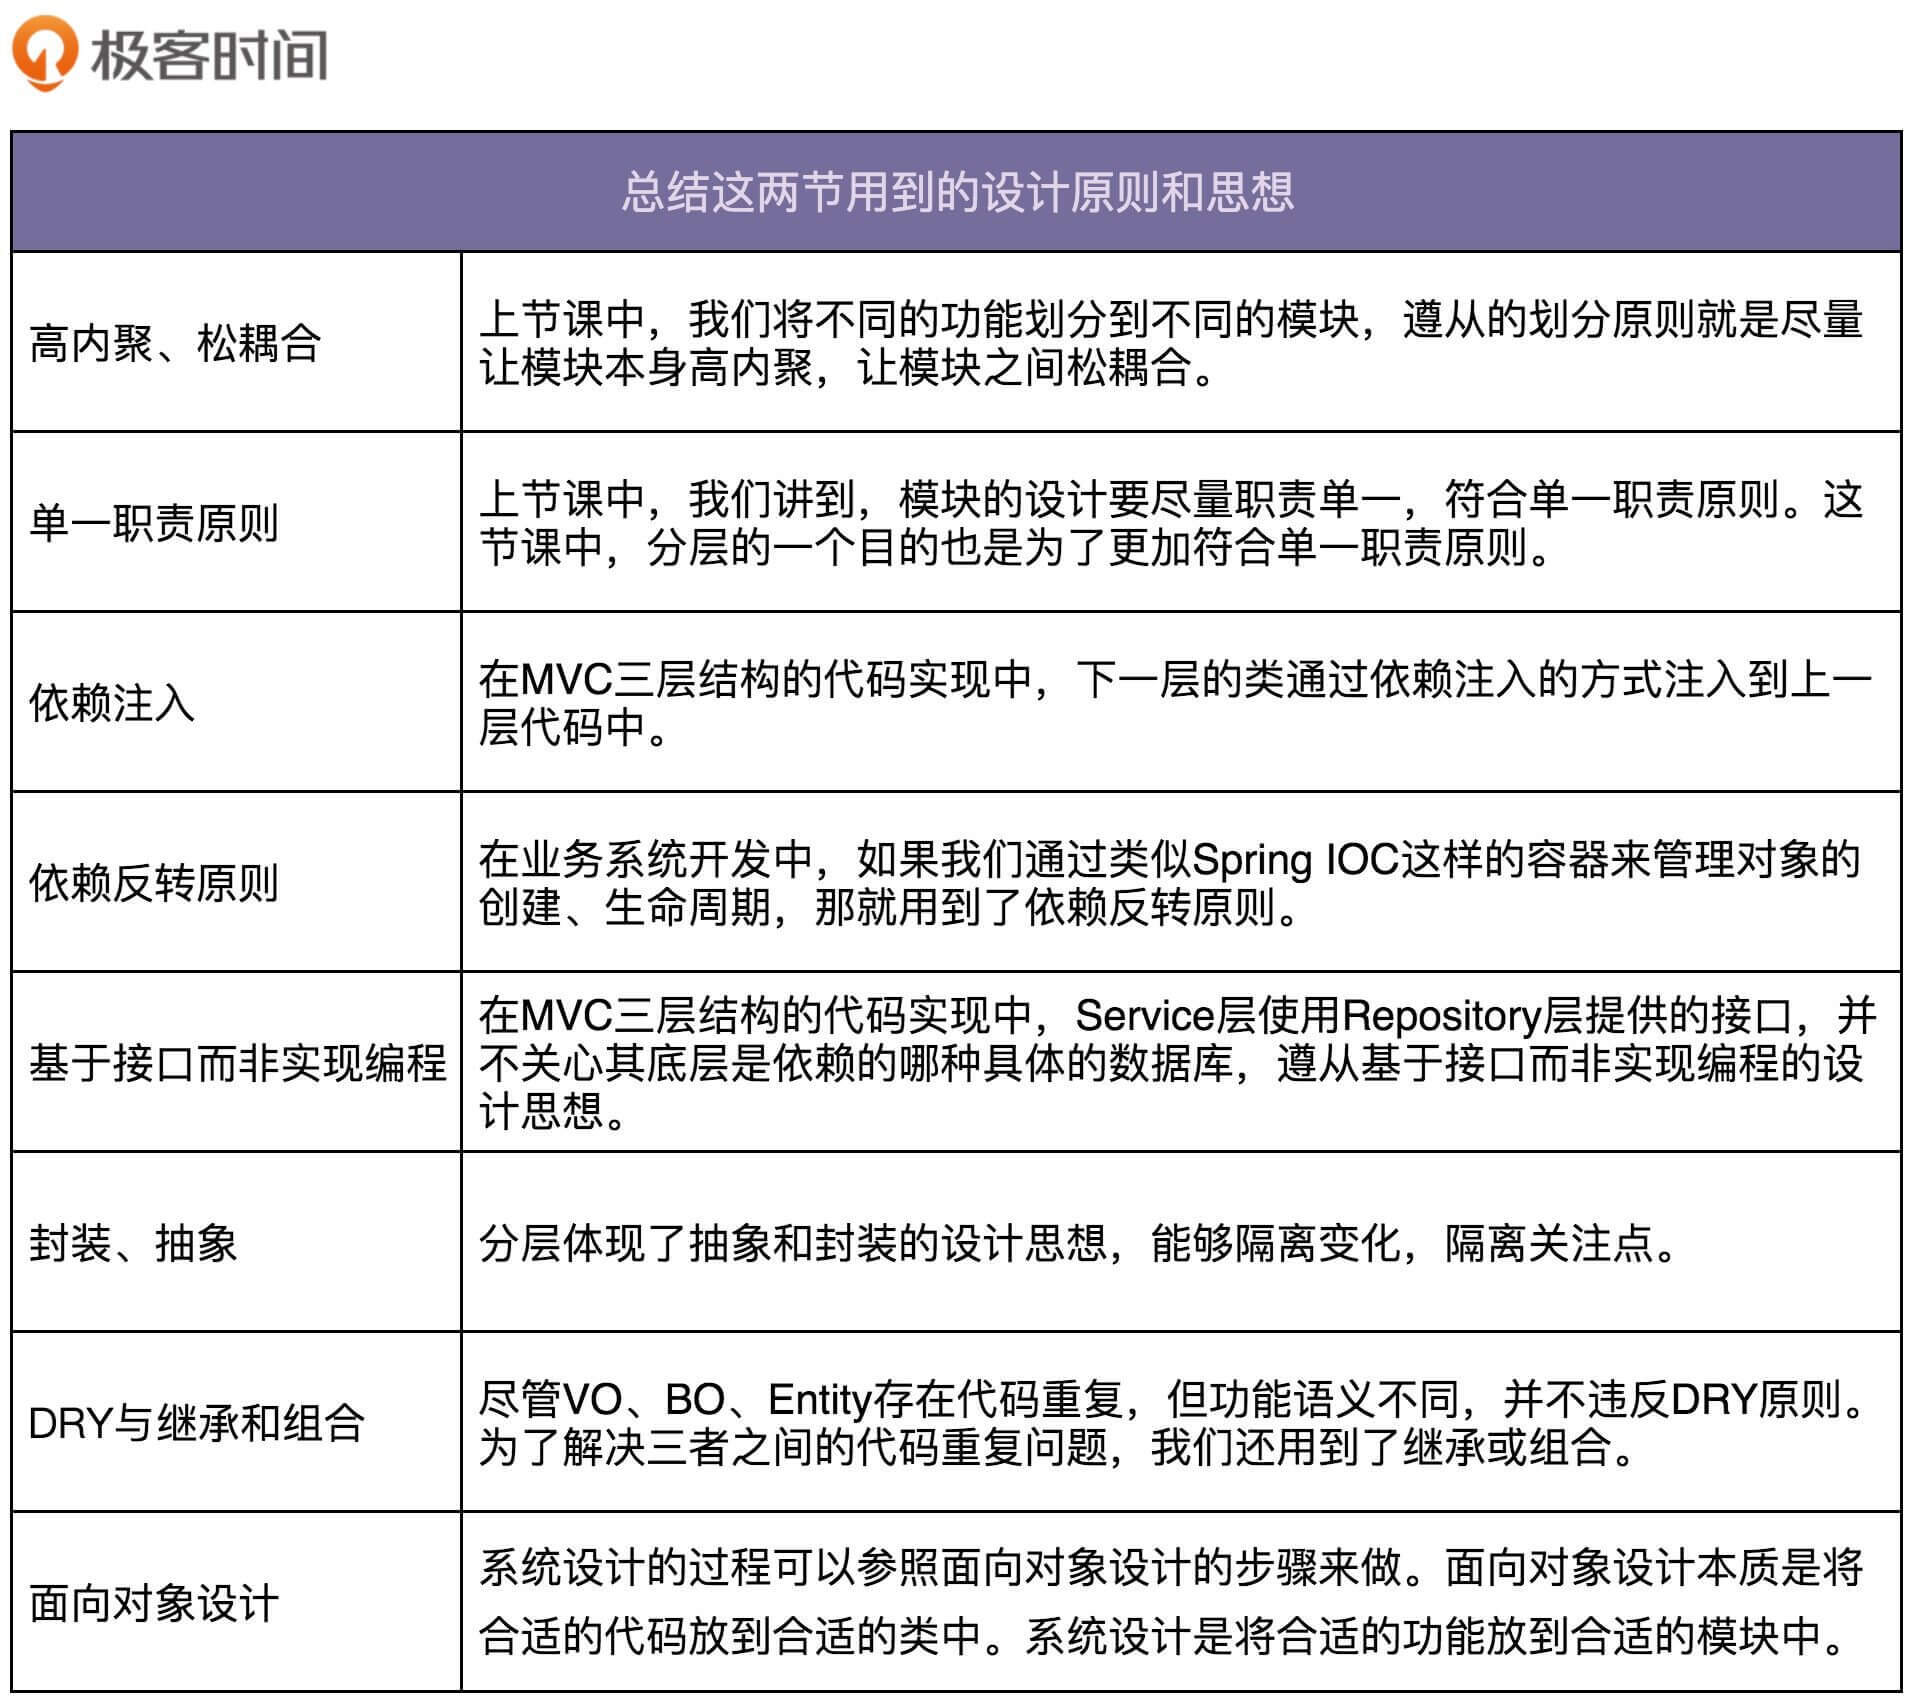 极客时间
总结这两节用到的设计原则和思想
高内聚、松耦合
上节课中，我们将不同的功能划分到不同的模块，遵从的划分原则就是尽量
让模块本身高内聚，让模块之间松耦合。
单一职责原则
上节课中，我们讲到，模块的设计要尽量职责单一，符合单一职责原则。这
节课中，分层的一个目的也是为了更加符合单一职责原则。
依赖注入
在MVC三层结构的代码实现中，下一层的类通过依赖注入的方式注入到上一
层代码中。
依赖反转原则
在业务系统开发中，如果我们通过类似Spring IOC这样的容器来管理对象的
创建、生命周期，那就用到了依赖反转原则。
基于接口而非实现编程
在MVC三层结构的代码实现中，Service层使用Repository层提供的接口，并
不关心其底层是依赖的哪种具体的数据库，遵从基于接口而非实现编程的设
计思想。
封装、抽象
分层体现了抽象和封装的设计思想，能够隔离变化，隔离关注点。
DRY与继承和组合
尽管VO、BO、Entity存在代码重复，但功能语义不同，并不违反DRY原则。
为了解决三者之间的代码重复问题，我们还用到了继承或组合。
面向对象设计
系统设计的过程可以参照面向对象设计的步骤来做。面向对象设计本质是将
合适的代码放到合适的类中。系统设计是将合适的功能放到合适的模块中。